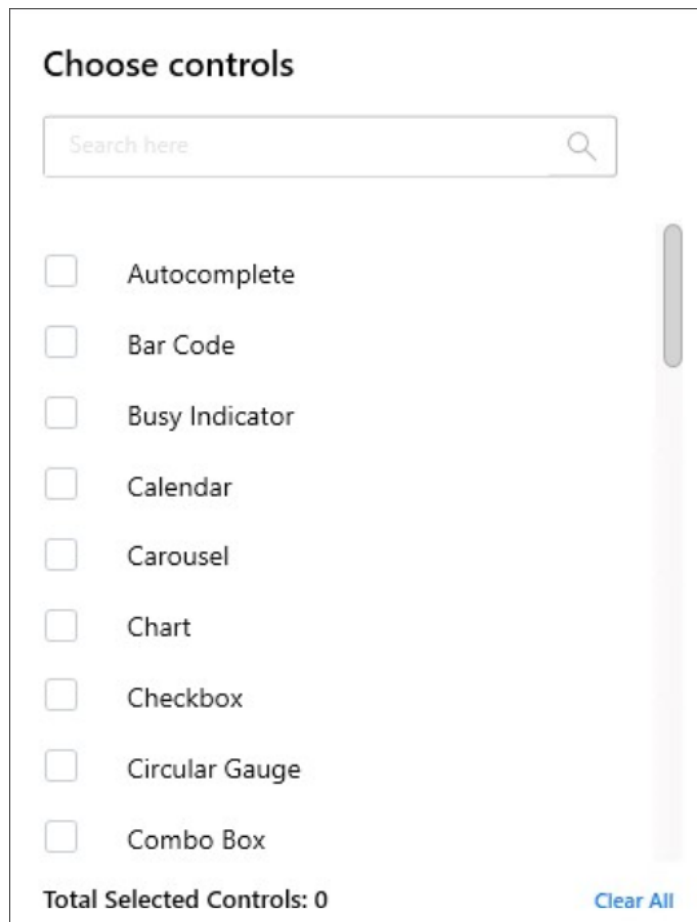 Choose controls
Search here
Autocomplete
Bar Code
Busy Indicator
Calendar
Carousel
Chart
Checkbox
Circular Gauge
Combo Box
Total Selected Controls: 0 Clear All